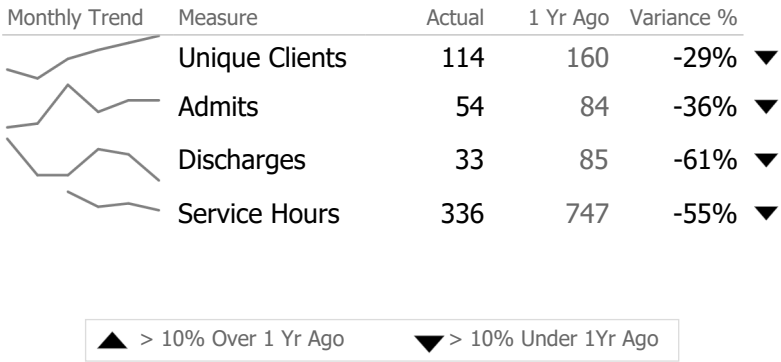 Monthly Trend Measure Actual 1 Yr Ago Variance %
Unique Clients 114 160 -29% ▼
Admits 54 84 -36% ▼
Discharges 33 85 -61% ▼
Service Hours 336 747 -55% ▼
▲ > 10% Over 1 Yr Ago ▼ > 10% Under 1Yr Ago